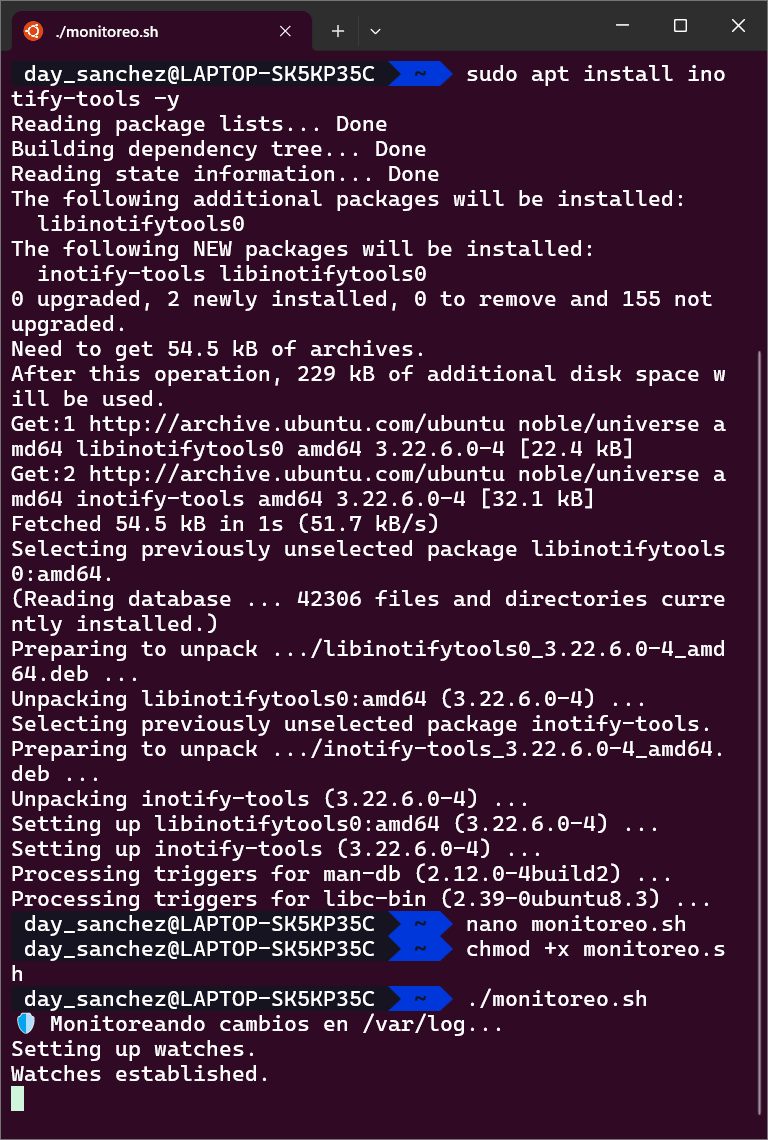 ./monitoreo.sh
day_sanchez@LAPTOP-SK5KP35C ~ sudo apt install ino
tify-tools -y
Reading package lists... Done
Building dependency tree... Done
Reading state information... Done
The following additional packages will be installed:
  libinotifytools0
The following NEW packages will be installed:
  inotify-tools libinotifytools0
0 upgraded, 2 newly installed, 0 to remove and 155 not
upgraded.
Need to get 54.5 kB of archives.
After this operation, 229 kB of additional disk space w
ill be used.
Get:1 http://archive.ubuntu.com/ubuntu noble/universe a
md64 libinotifytools0 amd64 3.22.6.0-4 [22.4 kB]
Get:2 http://archive.ubuntu.com/ubuntu noble/universe a
md64 inotify-tools amd64 3.22.6.0-4 [32.1 kB]
Fetched 54.5 kB in 1s (51.7 kB/s)
Selecting previously unselected package libinotifytools
0:amd64.
(Reading database ... 42306 files and directories curre
ntly installed.)
Preparing to unpack .../libinotifytools0_3.22.6.0-4_amd
64.deb ...
Unpacking libinotifytools0:amd64 (3.22.6.0-4) ...
Selecting previously unselected package inotify-tools.
Preparing to unpack .../inotify-tools_3.22.6.0-4_amd64.
deb ...
Unpacking inotify-tools (3.22.6.0-4) ...
Setting up libinotifytools0:amd64 (3.22.6.0-4) ...
Setting up inotify-tools (3.22.6.0-4) ...
Processing triggers for man-db (2.12.0-4build2) ...
Processing triggers for libc-bin (2.39-0ubuntu8.3) ...
day_sanchez@LAPTOP-SK5KP35C ~ nano monitoreo.sh
day_sanchez@LAPTOP-SK5KP35C ~ chmod +x monitoreo.s
h
day_sanchez@LAPTOP-SK5KP35C ~ ./monitoreo.sh
🛡️ Monitoreando cambios en /var/log...
Setting up watches.
Watches established.